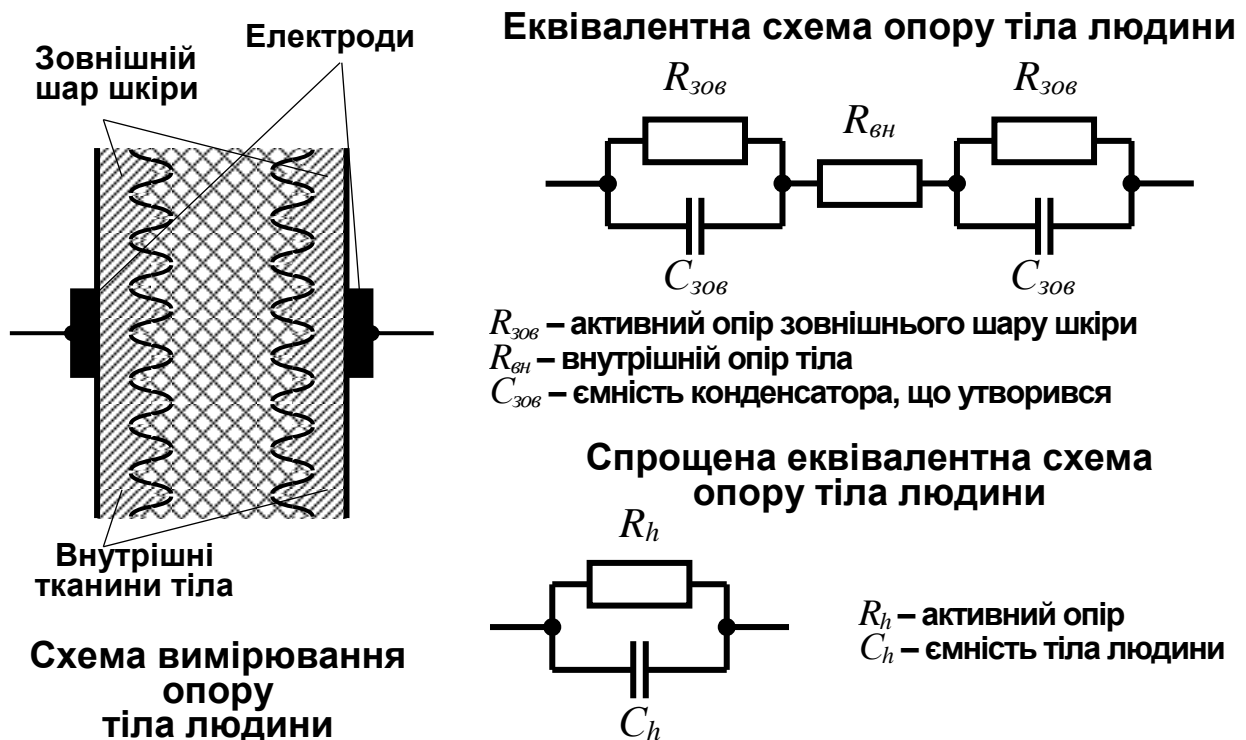 Електроди
Зовнішній
шар шкіри
Внутрішні
тканини тіла
Схема вимірювання
опору
тіла людини
Еквівалентна схема опору тіла людини
Rзов
Rвн
Rзов
Cзов
Cзов
Rзов – активний опір зовнішнього шару шкіри
Rвн – внутрішній опір тіла
Cзов – ємність конденсатора, що утворився
Спрощена еквівалентна схема
опору тіла людини
Rh
Ch
Rh – активний опір
Ch – ємність тіла людини